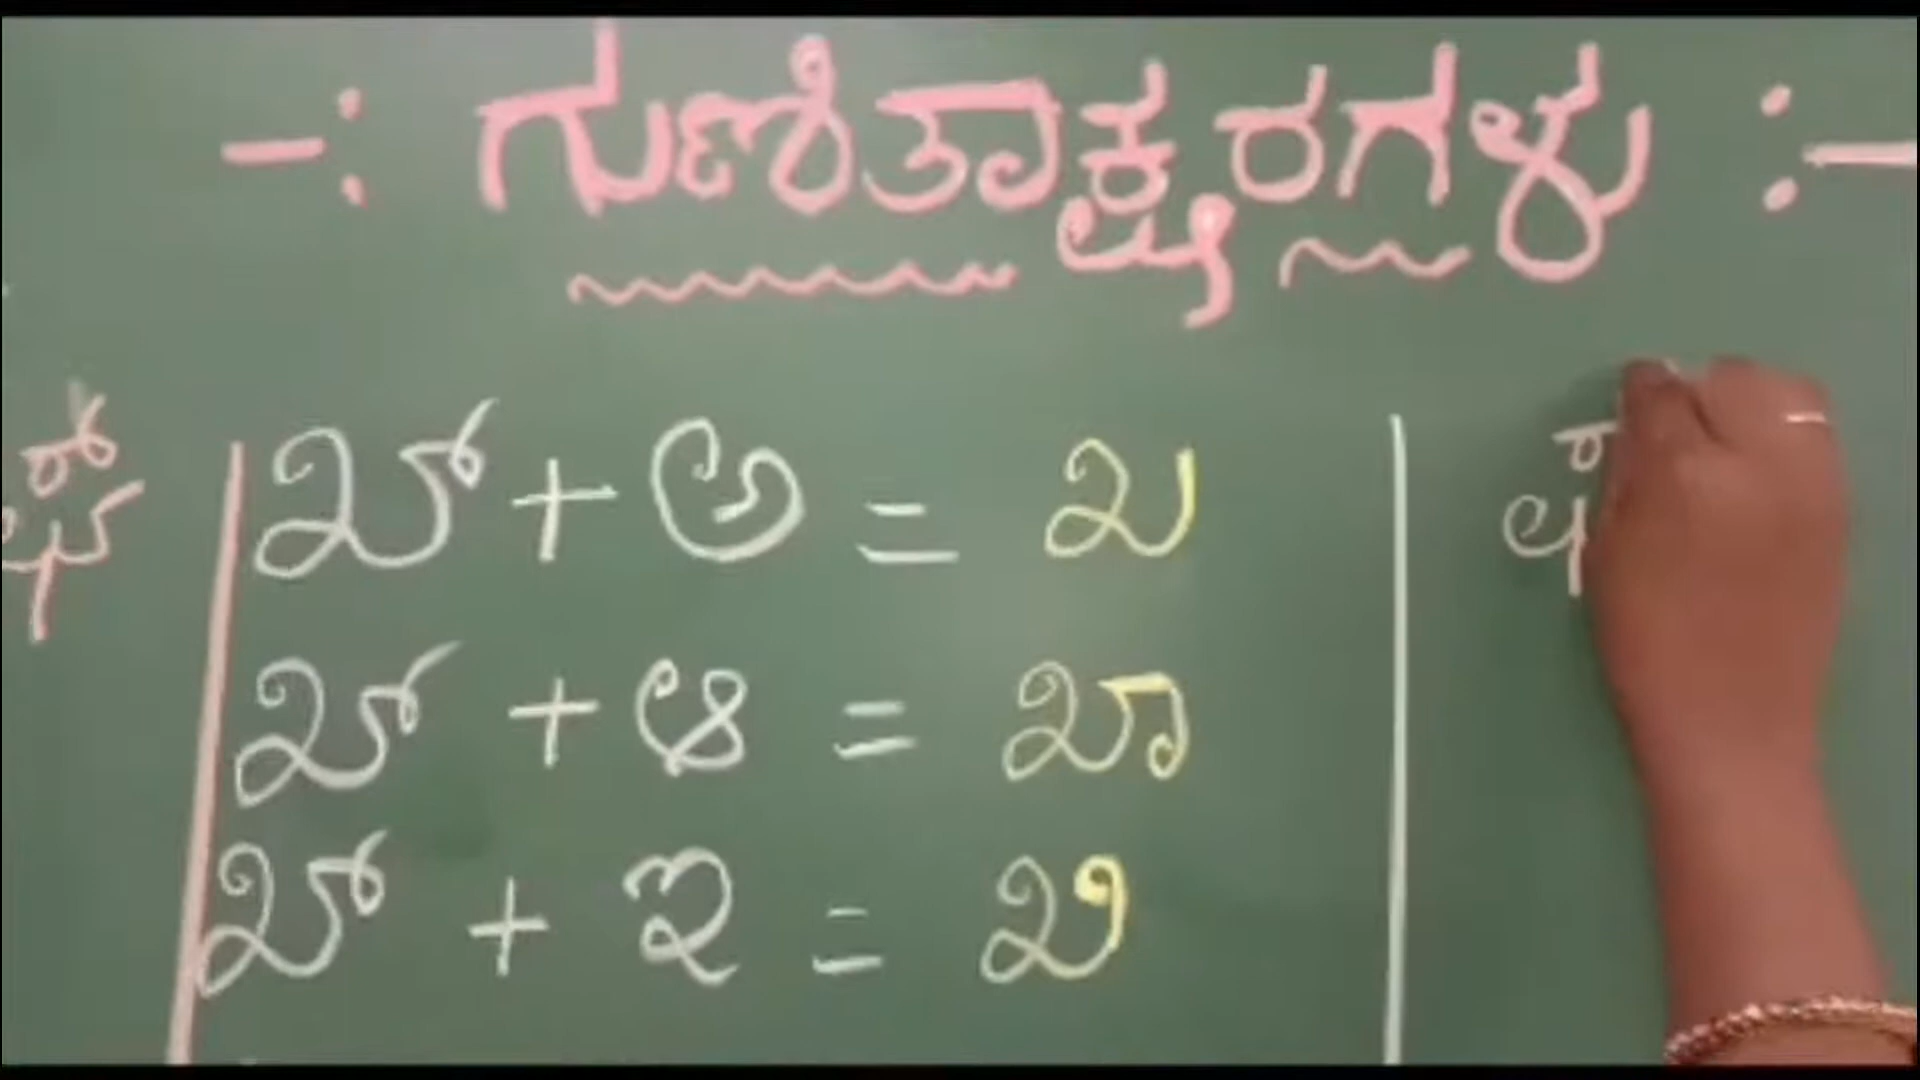 -: ಗುಣಿತಾಕ್ಷರಗಳು :-
ಖ್ + ಅ = ಖ
ಖ್ + ಆ = ಖಾ
ಖ್ + ಇ = ಖಿ